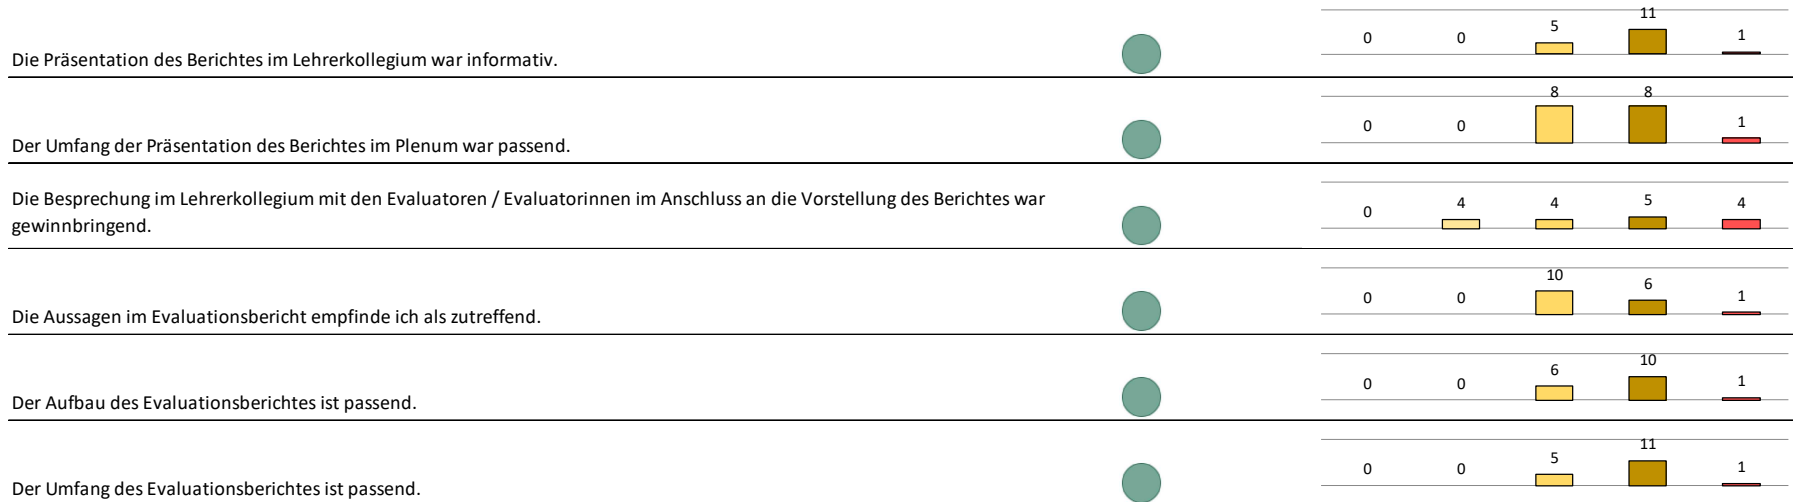 0 0 5 11 1
Die Präsentation des Berichtes im Lehrerkollegium war informativ.
0 0 8 8 1
Der Umfang der Präsentation des Berichtes im Plenum war passend.
Die Besprechung im Lehrerkollegium mit den Evaluatoren / Evaluatorinnen im Anschluss an die Vorstellung des Berichtes war
gewinnbringend.
0 4 4 5 4
0 0 10 6 1
Die Aussagen im Evaluationsbericht empfinde ich als zutreffend.
0 0 6 10 1
Der Aufbau des Evaluationsberichtes ist passend.
0 0 5 11 1
Der Umfang des Evaluationsberichtes ist passend.